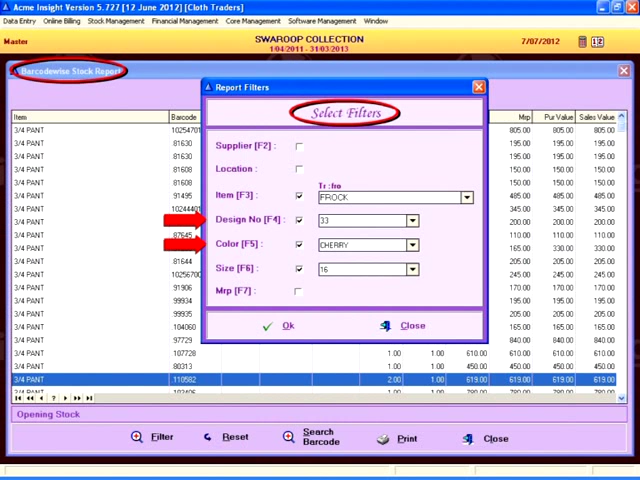 Acme Insight Version 5.727 [12 June 2012] [Cloth Traders]
Data Entry Online Billing Stock Management Financial Management Core Management Software Management Window
Master SWAROOP COLLECTION 7/07/2012
1/04/2011 - 31/03/2013
Barcodewise Stock Report
Report Filters
Select Filters
Item Barcode Mrp Pur Value Sales Value
3/4 PANT 1025470 805.00 805.00 805.00
3/4 PANT 81630 195.00 195.00 195.00
3/4 PANT 81630 195.00 195.00 195.00
3/4 PANT 81608 150.00 150.00 150.00
3/4 PANT 81608 150.00 150.00 150.00
3/4 PANT 345.00 345.00 345.00
3/4 PANT 200.00 200.00 200.00
3/4 PANT 87645 110.00 110.00 110.00
3/4 PANT 165.00 330.00 330.00
3/4 PANT 81644 205.00 205.00 205.00
3/4 PANT 245.00 245.00 245.00
3/4 PANT 91906 170.00 170.00 170.00
3/4 PANT 99934 195.00 195.00 195.00
3/4 PANT 99935 205.00 205.00 205.00
3/4 PANT 104060 165.00 165.00 165.00
3/4 PANT 97729 840.00 840.00 840.00
3/4 PANT 107728 1.00 1.00 610.00 610.00 610.00 610.00
3/4 PANT 80313 1.00 1.00 450.00 450.00 450.00 450.00
3/4 PANT 110582 2.00 1.00 619.00 619.00 619.00 619.00
Supplier [F2] :
Location :
Tr : fro
Item [F3] : FROCK
Design No [F4] : 33
Color [F5] : CHERRY
Size [F6] : 16
Mrp [F7] :
Ok Close
Opening Stock
Filter Reset Search Barcode Print Close